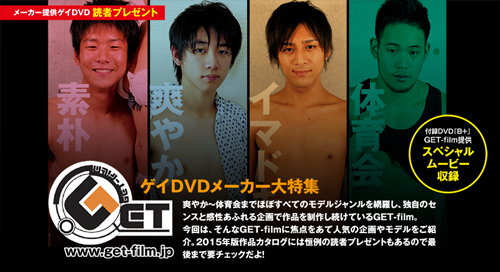 メーカー提供ゲイDVD 読者プレゼント
素朴
爽やか
イマドキ
体育会
付録DVD『B+』
GET-film提供
スペシャル
ムービー
収録
GET
www.get-film.jp
ゲイDVDメーカー大特集
爽やか~体育会までほぼすべてのモデルジャンルを網羅し、独自のセ
ンスと感性あふれる企画で作品を制作し続けているGET-film。
今回は、そんなGET-filmに焦点をあて人気の企画やモデルをご紹
介。2015年版作品カタログには恒例の読者プレゼントもあるので最
後まで要チェックだよ!